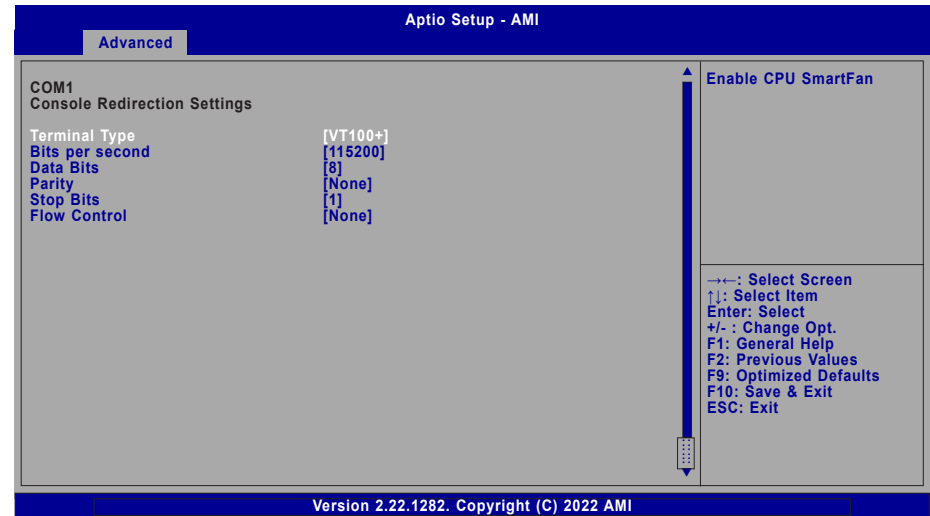 Aptio Setup - AMI
Advanced
COM1
Console Redirection Settings
Terminal Type [VT100+]
Bits per second [115200]
Data Bits [8]
Parity [None]
Stop Bits [1]
Flow Control [None]
Enable CPU SmartFan
→←: Select Screen
↑↓: Select Item
Enter: Select
+/- : Change Opt.
F1: General Help
F2: Previous Values
F9: Optimized Defaults
F10: Save & Exit
ESC: Exit
Version 2.22.1282. Copyright (C) 2022 AMI